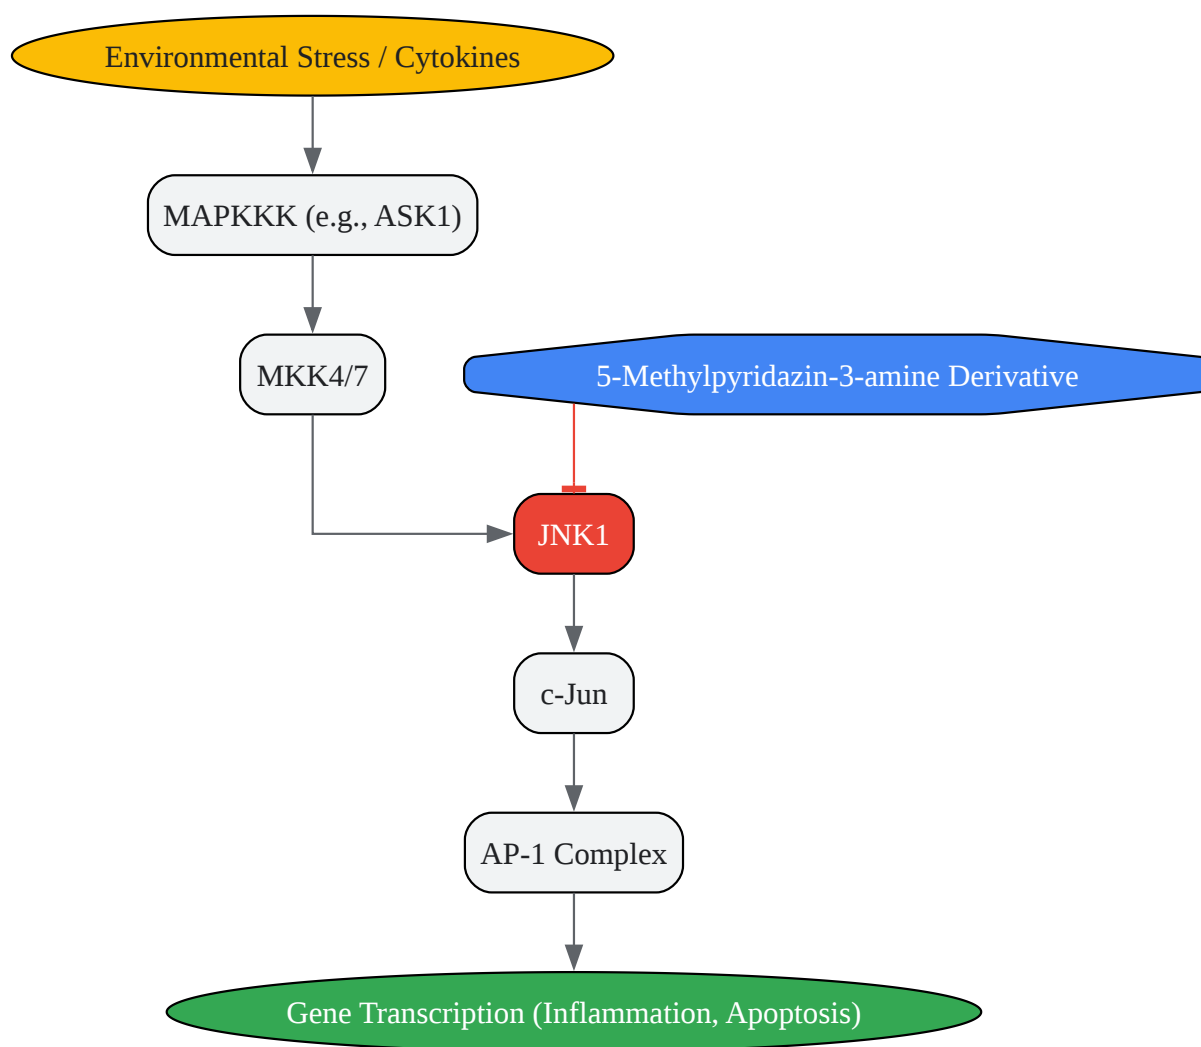 Environmental Stress / Cytokines
MAPKKK (e.g., ASK1)
MKK4/7
5-Methylpyridazin-3-amine Derivative
JNK1
c-Jun
AP-1 Complex
Gene Transcription (Inflammation, Apoptosis)